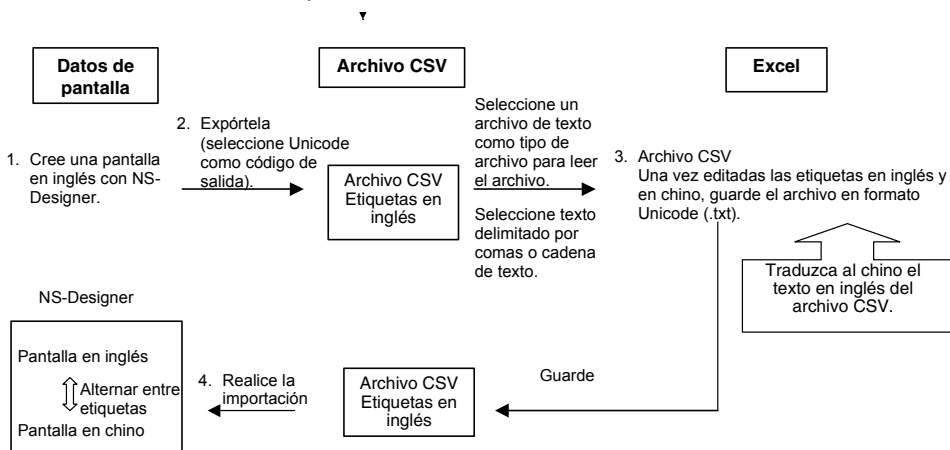 Datos de
pantalla
Archivo CSV
Excel
1. Cree una pantalla
en inglés con NS-
Designer.
2. Expórtela
(seleccione Unicode
como código de
salida).
Archivo CSV
Etiquetas en
inglés
Seleccione un
archivo de texto
como tipo de
archivo para leer
el archivo.
Seleccione texto
delimitado por
comas o cadena
de texto.
3. Archivo CSV
Una vez editadas las etiquetas en inglés y
en chino, guarde el archivo en formato
Unicode (.txt).
Traduzca al chino el
texto en inglés del
archivo CSV.
NS-Designer
Pantalla en inglés
Alternar entre
etiquetas
Pantalla en chino
4. Realice la
importación
Archivo CSV
Etiquetas en
inglés
Guarde